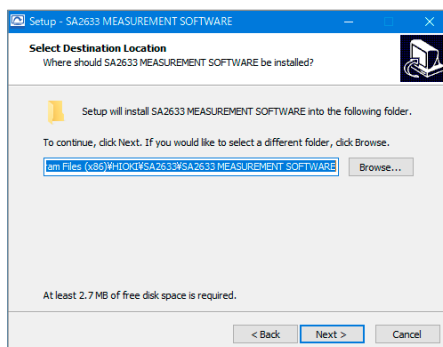 Setup - SA2633 MEASUREMENT SOFTWARE
Select Destination Location
Where should SA2633 MEASUREMENT SOFTWARE be installed?
Setup will install SA2633 MEASUREMENT SOFTWARE into the following folder.
To continue, click Next. If you would like to select a different folder, click Browse.
am Files (x86)¥HIOKI¥SA2633¥SA2633 MEASUREMENT SOFTWARE
Browse...
At least 2.7 MB of free disk space is required.
< Back
Next >
Cancel